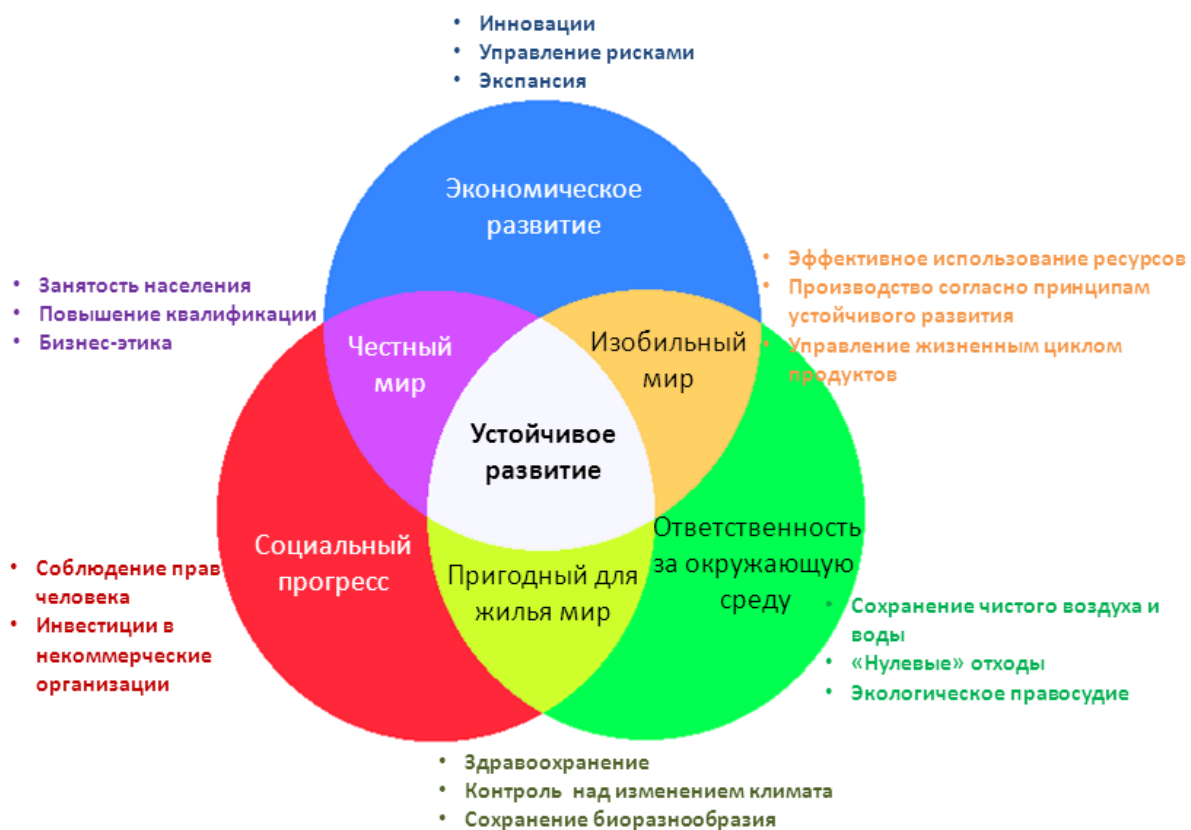 • Инновации
• Управление рисками
• Экспансия
Экономическое
развитие
• Занятость населения
• Повышение квалификации
• Бизнес-этика
• Эффективное использование ресурсов
• Производство согласно принципам
устойчивого развития
• Управление жизненным циклом
продуктов
Честный
мир
Изобильный
мир
Устойчивое
развитие
Социальный
прогресс
Пригодный для
жилья мир
Ответственность
за окружающую
среду
• Соблюдение прав
человека
• Инвестиции в
некоммерческие
организации
• Сохранение чистого воздуха и
воды
• «Нулевые» отходы
• Экологическое правосудие
• Здравоохранение
• Контроль над изменением климата
• Сохранение биоразнообразия